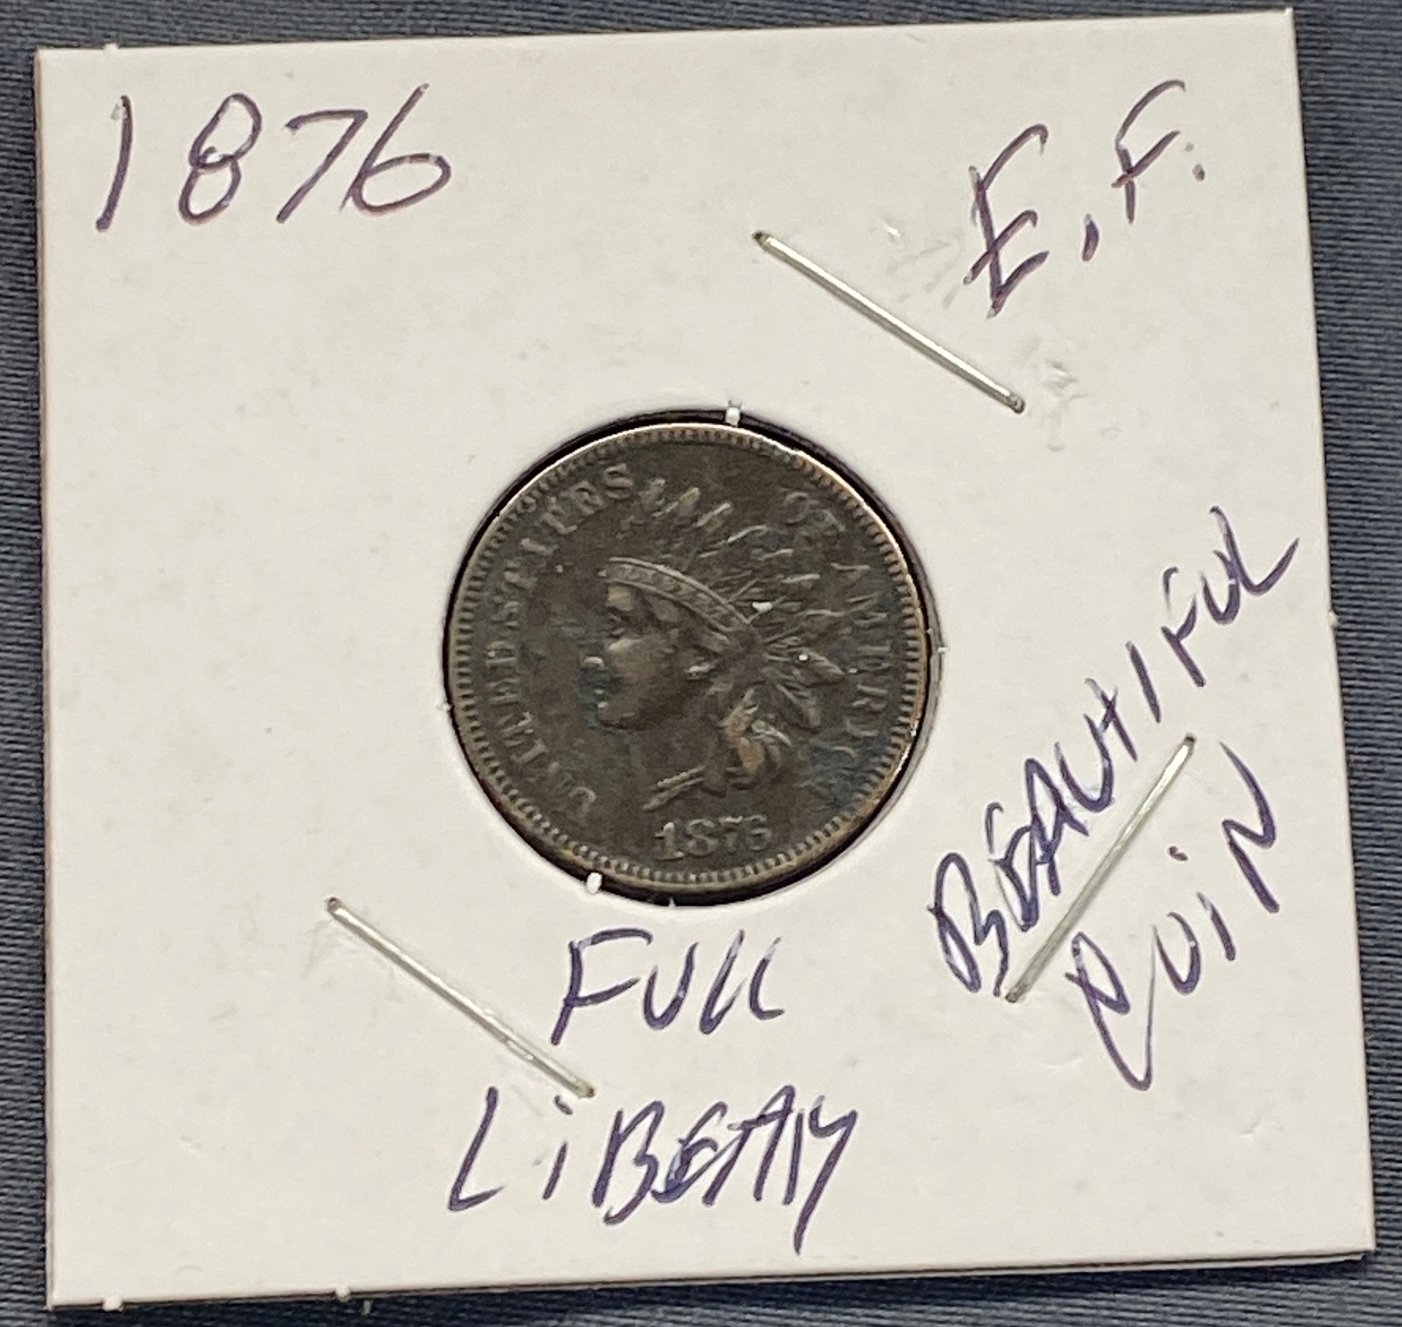 1876
E.F.
UNITED STATES OF AMERICA
1876
FULL
LIBERTY
BEAUTIFUL
COIN